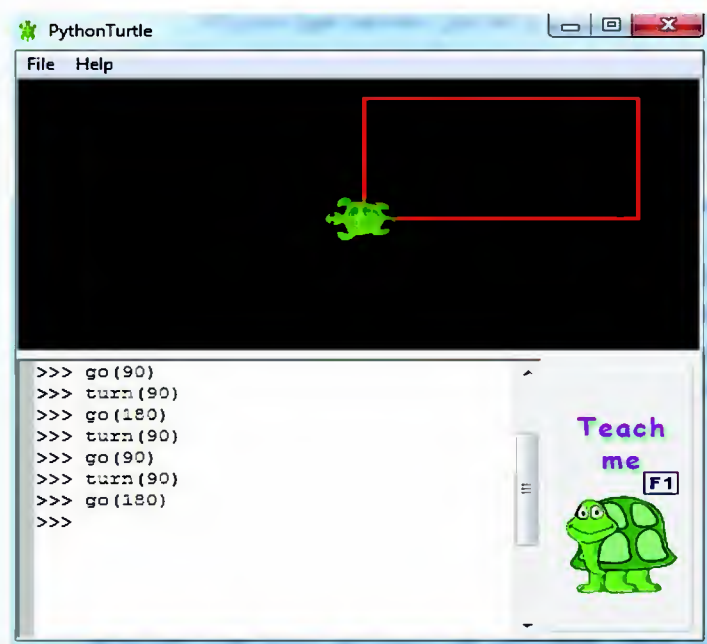 PythonTurtle
File Help
>>> go(90)
>>> turn(90)
>>> go(180)
>>> turn(90)
>>> go(90)
>>> turn(90)
>>> go(180)
>>>
Teach
me
F1